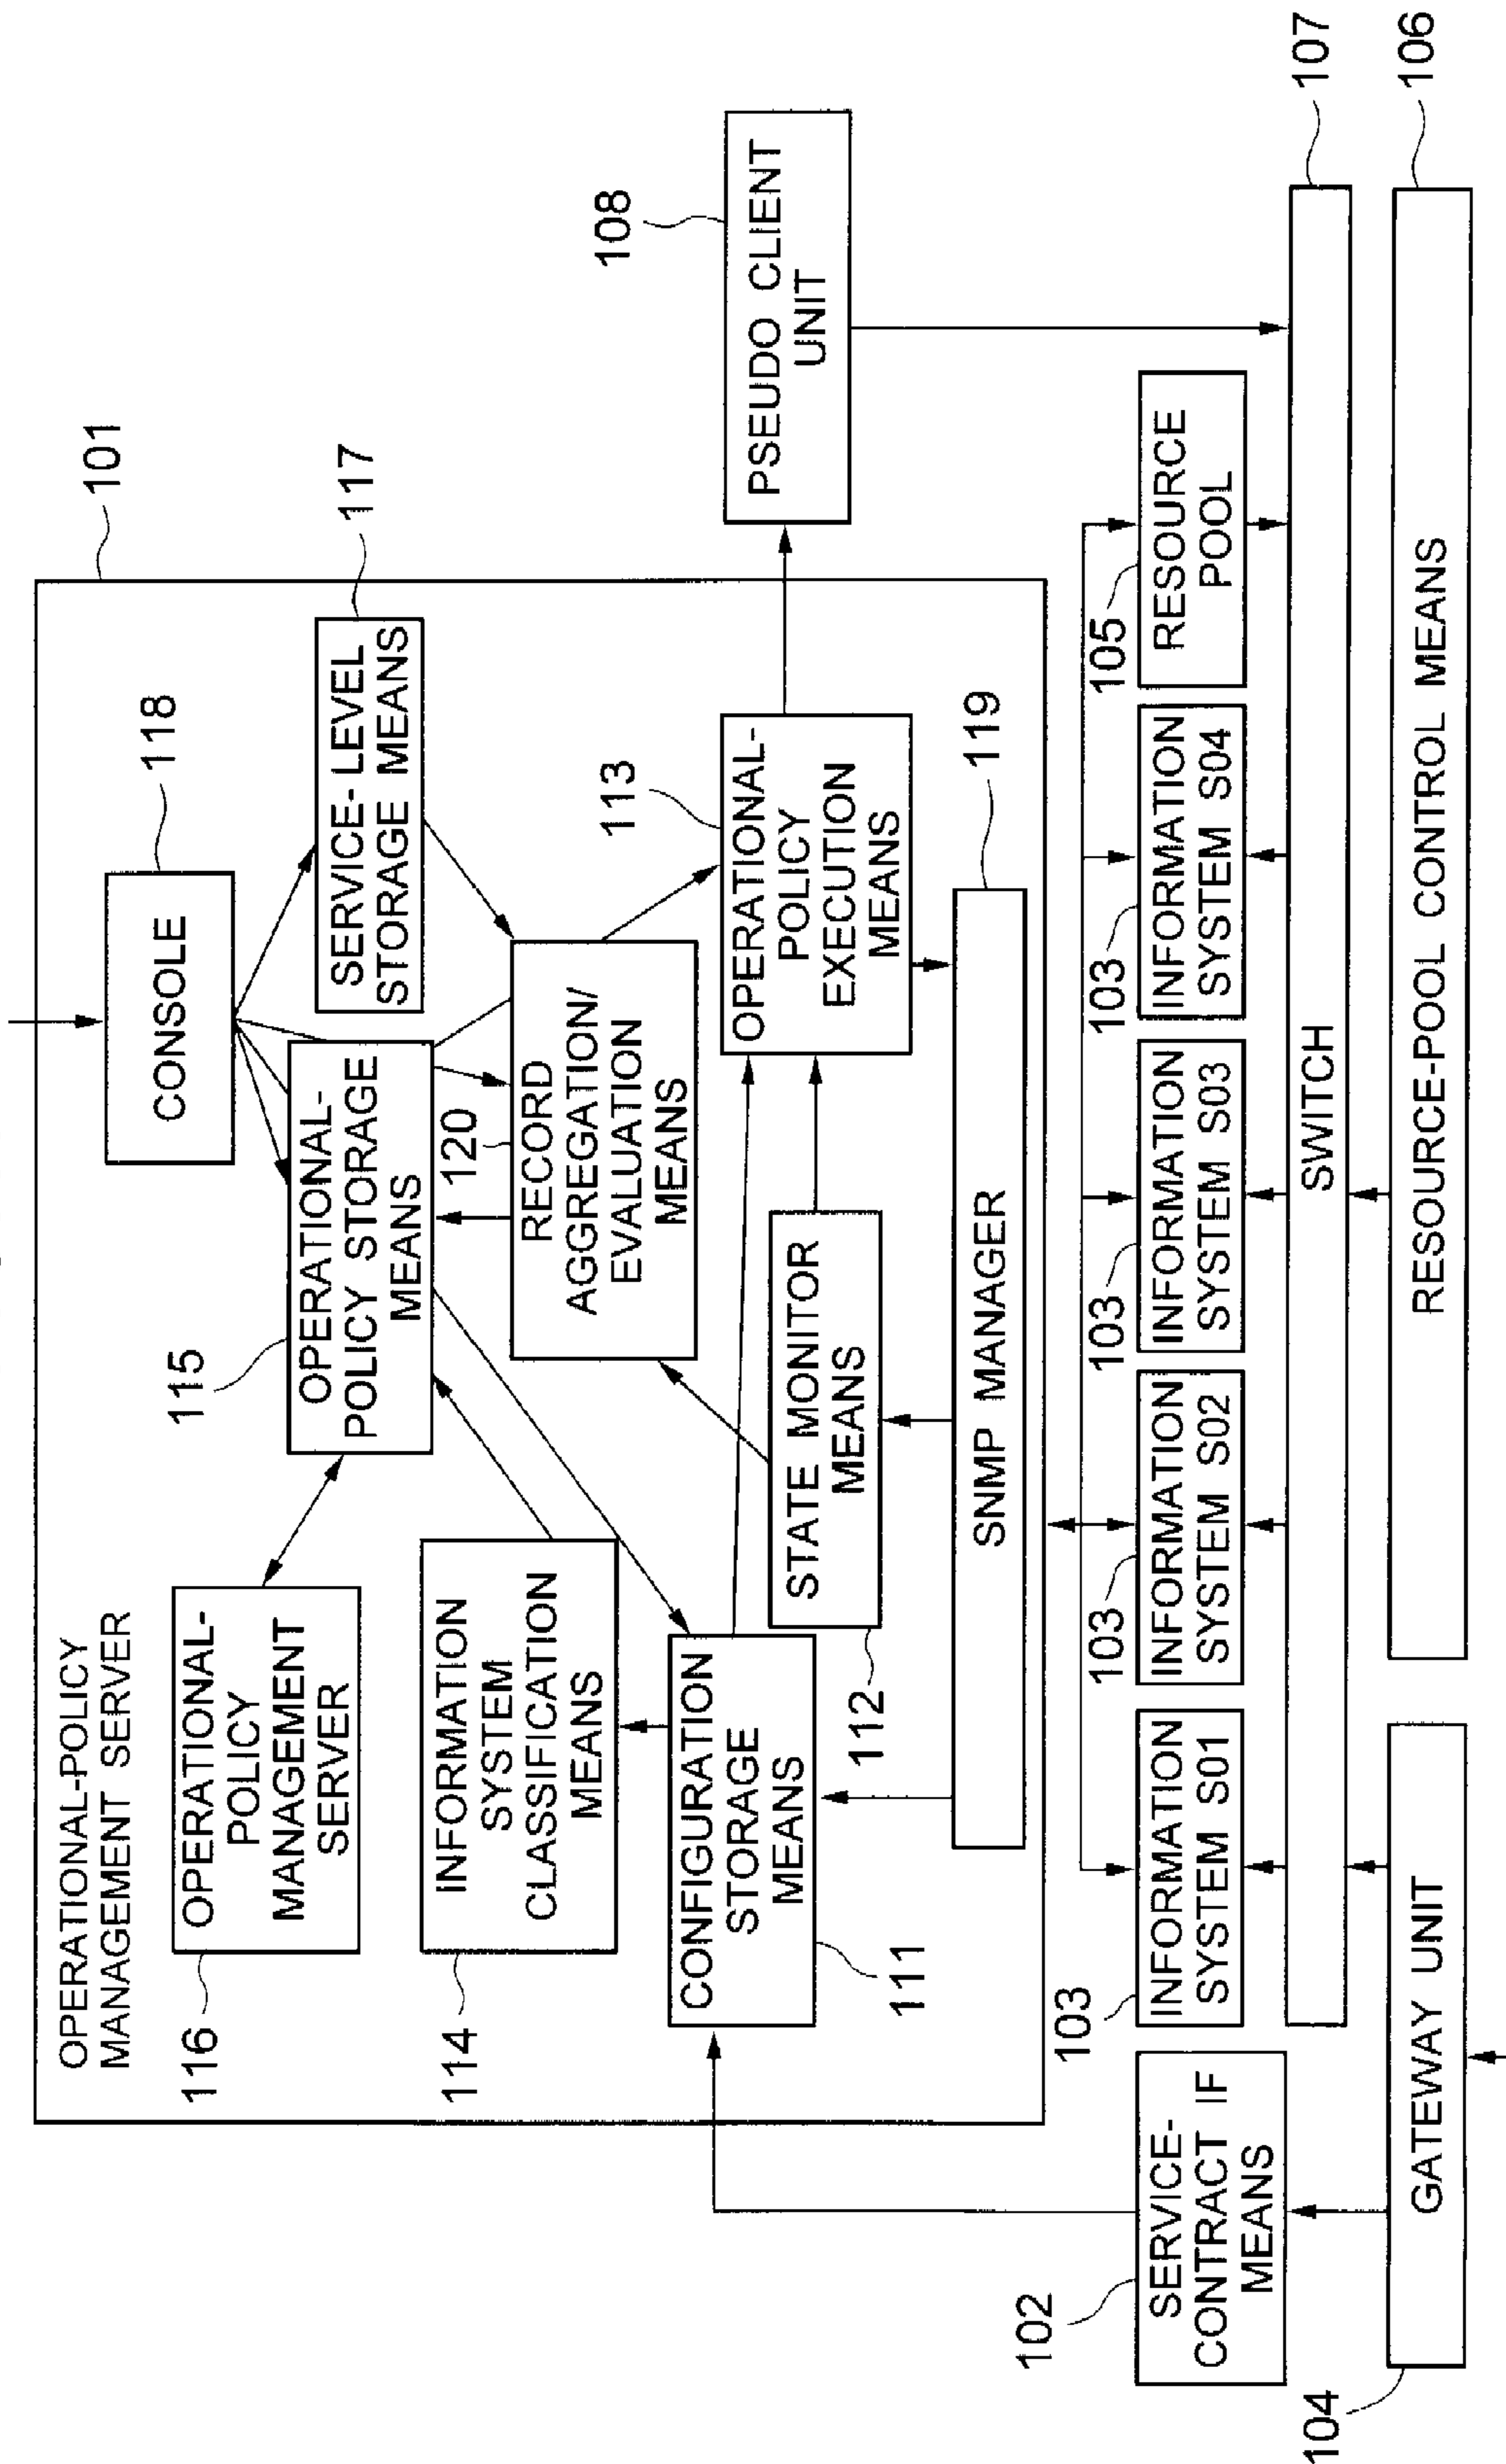 OPERATIONAL-POLICY
MANAGEMENT SERVER
101
116
OPERATIONAL-
POLICY
MANAGEMENT
SERVER
115
OPERATIONAL-
POLICY STORAGE
MEANS
CONSOLE
118
SERVICE-LEVEL
STORAGE MEANS
117
114
INFORMATION
SYSTEM
CLASSIFICATION
MEANS
120
RECORD
AGGREGATION/
EVALUATION
MEANS
CONFIGURATION
STORAGE
MEANS
111
STATE MONITOR
MEANS
112
113
OPERATIONAL-
POLICY
EXECUTION
MEANS
108
PSEUDO CLIENT
UNIT
SNMP MANAGER
119
102
SERVICE-
CONTRACT IF
MEANS
103
INFORMATION
SYSTEM S01
103
INFORMATION
SYSTEM S02
103
INFORMATION
SYSTEM S03
103
INFORMATION
SYSTEM S04
105
RESOURCE
POOL
SWITCH
107
104
GATEWAY UNIT
RESOURCE-POOL CONTROL MEANS
106